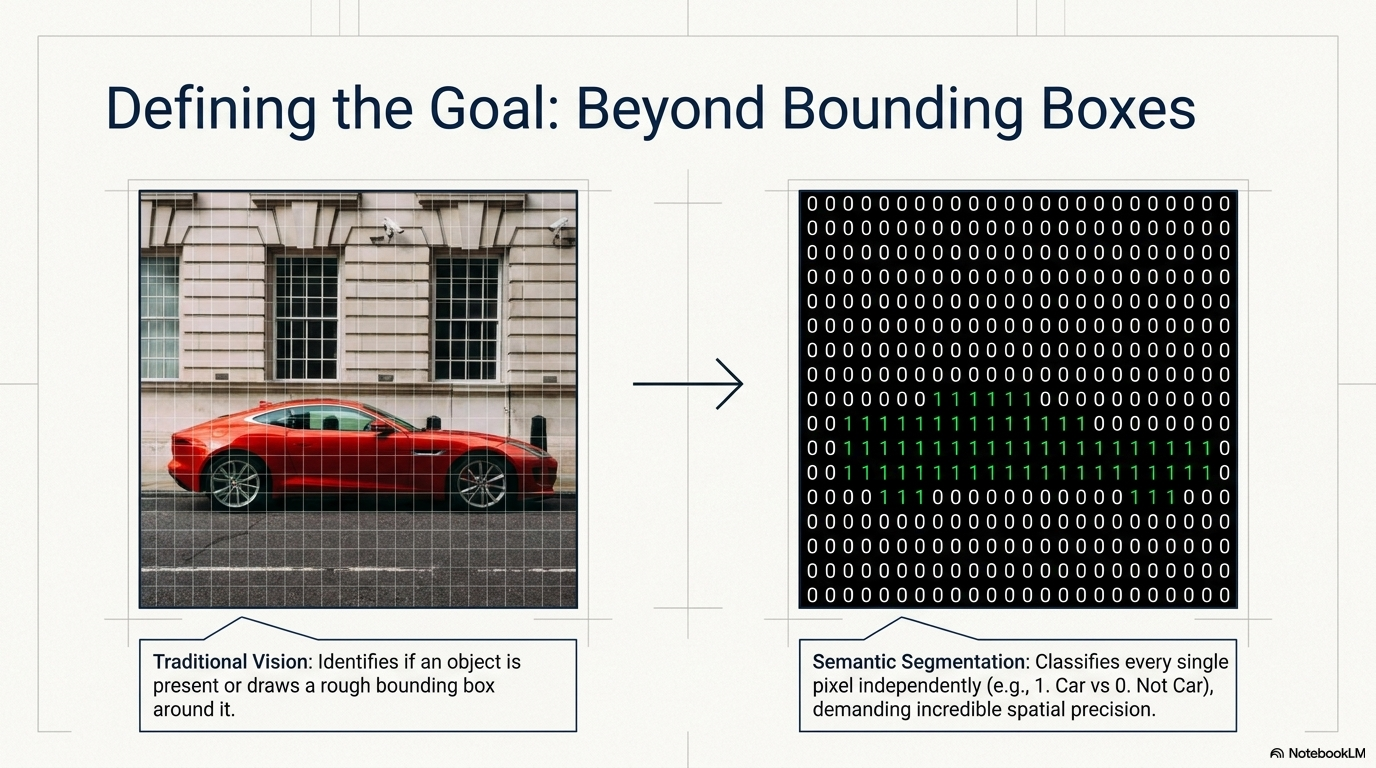 Defining the Goal: Beyond Bounding Boxes
0 0 0 0 0 0 0 0 0 0 0 0 0 0 0 0 0 0 0 0 0 0 0 0
0 0 0 0 0 0 0 0 0 0 0 0 0 0 0 0 0 0 0 0 0 0 0 0
0 0 0 0 0 0 0 0 0 0 0 0 0 0 0 0 0 0 0 0 0 0 0 0
0 0 0 0 0 0 0 0 0 0 0 0 0 0 0 0 0 0 0 0 0 0 0 0
0 0 0 0 0 0 0 0 0 0 0 0 0 0 0 0 0 0 0 0 0 0 0 0
0 0 0 0 0 0 0 0 0 0 0 0 0 0 0 0 0 0 0 0 0 0 0 0
0 0 0 0 0 0 0 0 0 0 0 0 0 0 0 0 0 0 0 0 0 0 0 0
0 0 0 0 0 0 0 0 0 0 0 0 0 0 0 0 0 0 0 0 0 0 0 0
0 0 0 0 0 0 0 1 1 1 1 1 1 0 0 0 0 0 0 0 0 0 0 0
0 0 1 1 1 1 1 1 1 1 1 1 1 1 1 1 0 0 0 0 0 0 0 0
0 0 1 1 1 1 1 1 1 1 1 1 1 1 1 1 1 1 1 1 1 1 1 0
0 0 1 1 1 1 1 1 1 1 1 1 1 1 1 1 1 1 1 1 1 1 1 0
0 0 0 0 1 1 1 0 0 0 0 0 0 0 0 0 0 0 1 1 1 0 0 0
0 0 0 0 0 0 0 0 0 0 0 0 0 0 0 0 0 0 0 0 0 0 0 0
0 0 0 0 0 0 0 0 0 0 0 0 0 0 0 0 0 0 0 0 0 0 0 0
0 0 0 0 0 0 0 0 0 0 0 0 0 0 0 0 0 0 0 0 0 0 0 0
0 0 0 0 0 0 0 0 0 0 0 0 0 0 0 0 0 0 0 0 0 0 0 0
Traditional Vision: Identifies if an object is
present or draws a rough bounding box
around it.
Semantic Segmentation: Classifies every single
pixel independently (e.g., 1. Car vs 0. Not Car),
demanding incredible spatial precision.
NotebookLM